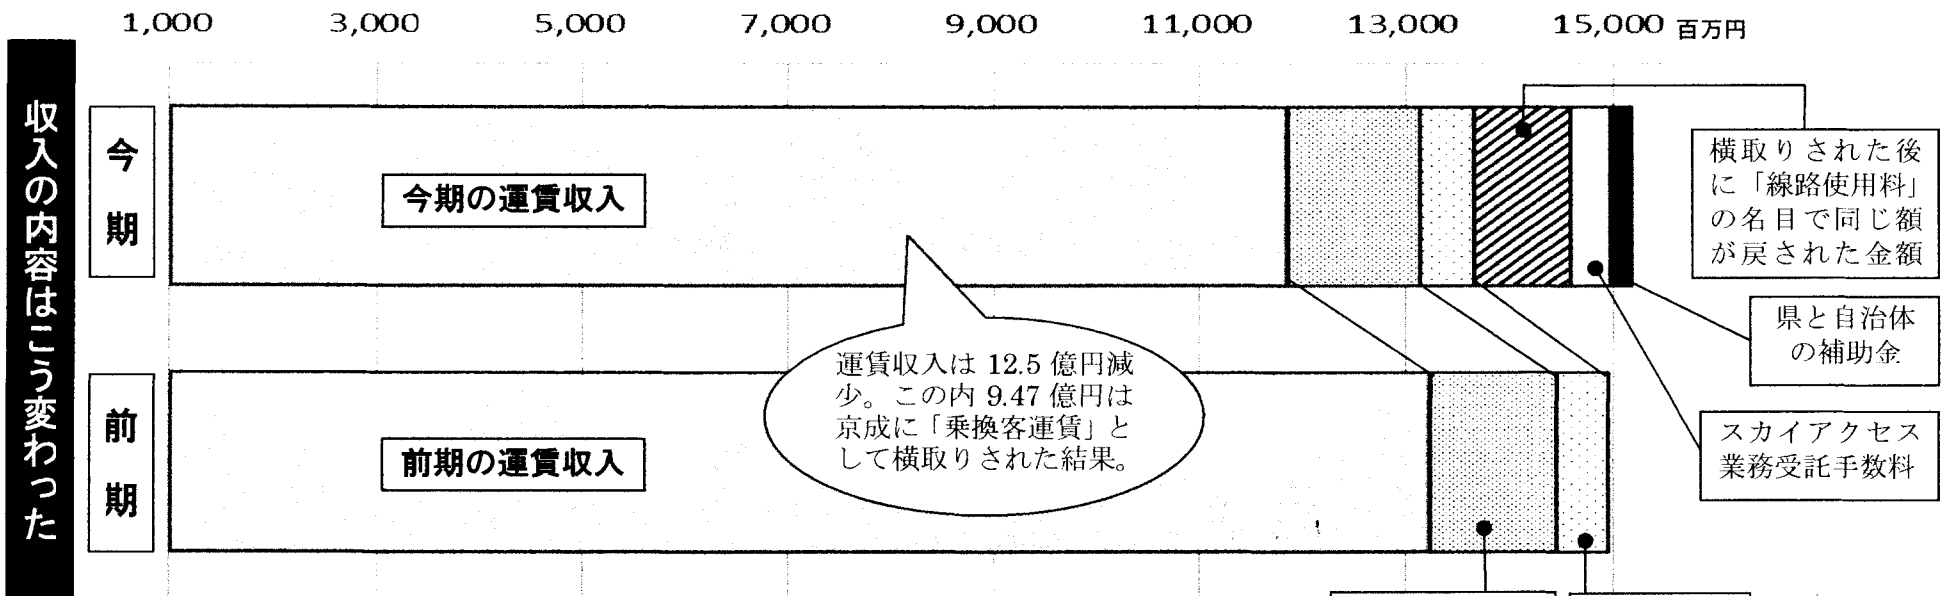 1,000 3,000 5,000 7,000 9,000 11,000 13,000 15,000 百万円
収入の内容はこう変わった
今期
今期の運賃収入
横取りされた後
に「線路使用料」
の名目で同じ額
が戻された金額
県と自治体
の補助金
運賃収入は 12.5 億円減
少。この内 9.47 億円は
京成に「乗換客運賃」と
して横取りされた結果。
前期
前期の運賃収入
スカイアクセス
業務受託手数料